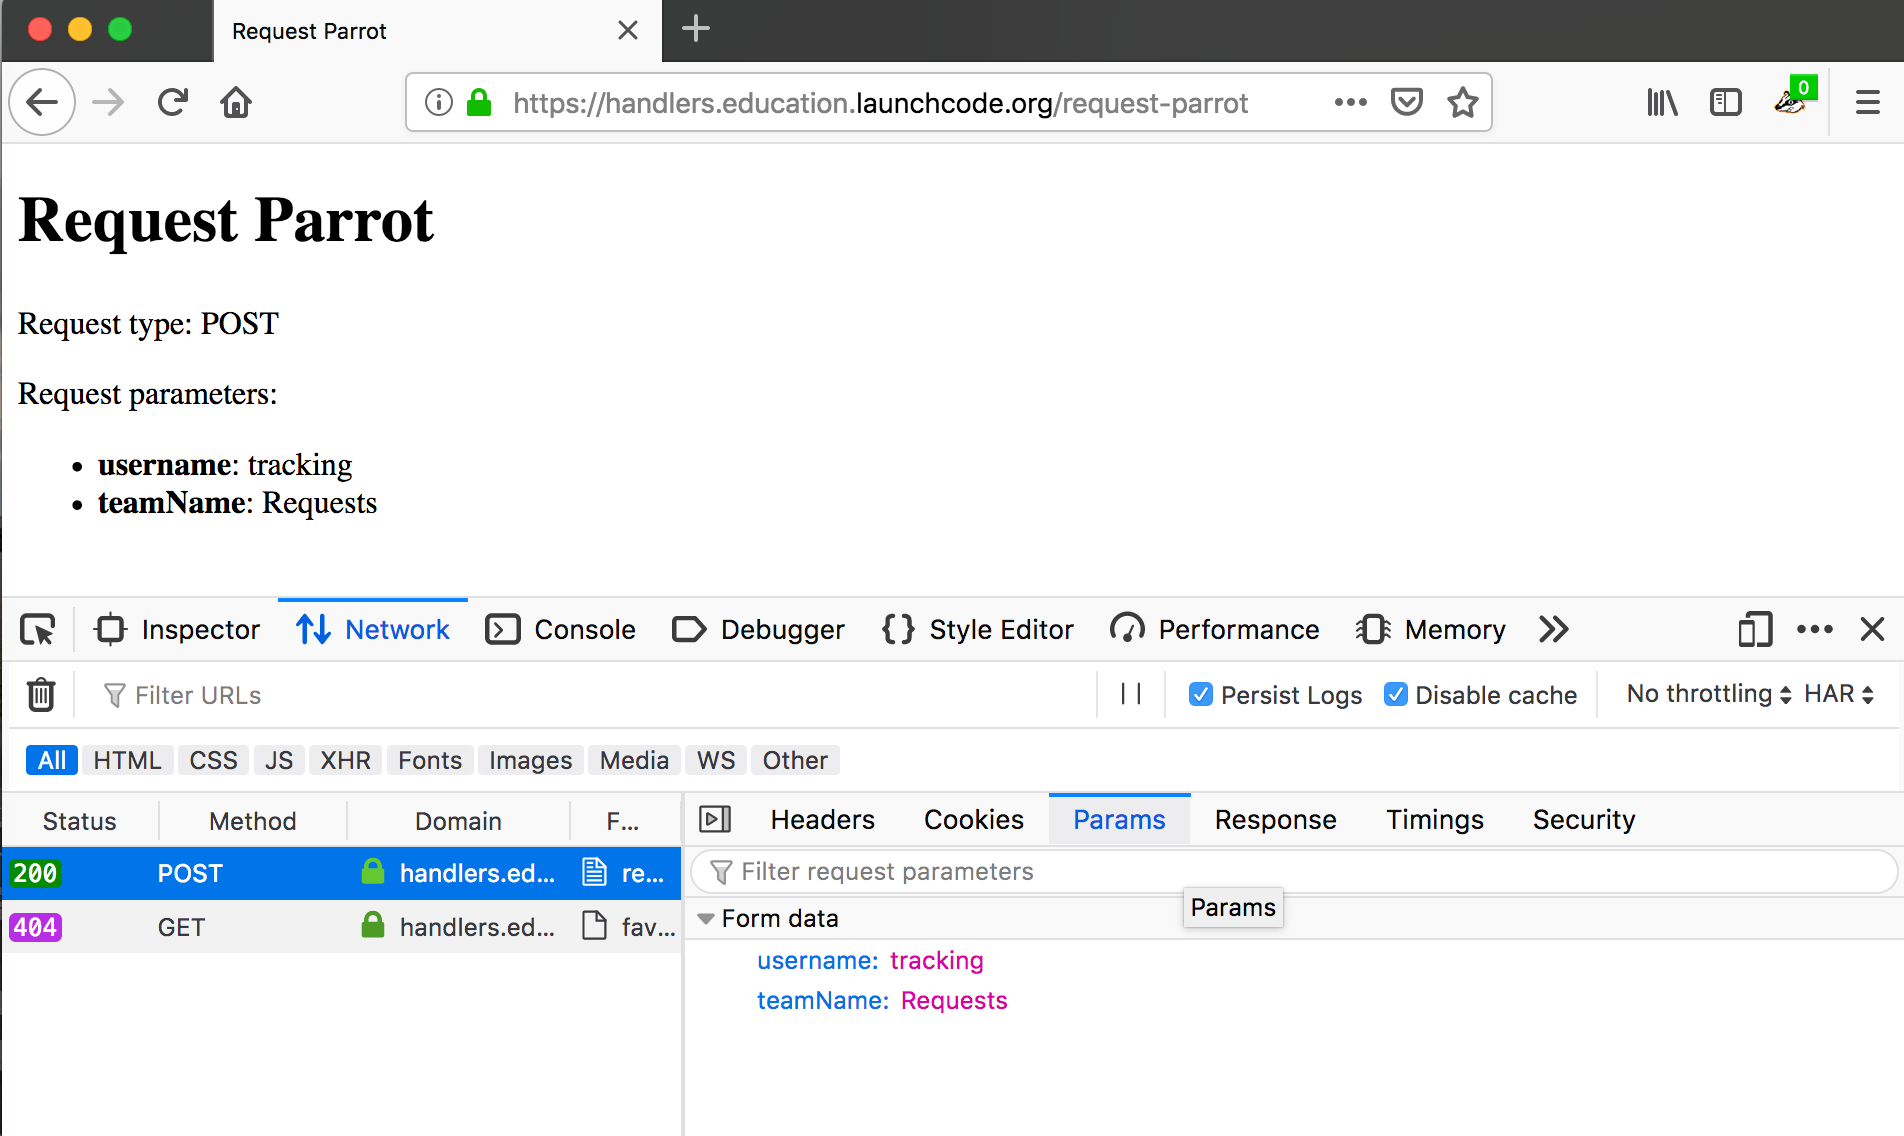 Request Parrot
https://handlers.education.launchcode.org/request-parrot
0
Request Parrot
Request type: POST
Request parameters:
username: tracking
teamName: Requests
Inspector Network Console Debugger Style Editor Performance Memory
Filter URLs Persist Logs Disable cache No throttling HAR
All HTML CSS JS XHR Fonts Images Media WS Other
Status Method Domain F... Headers Cookies Params Response Timings Security
200 POST handlers.ed... re... Filter request parameters
Params
404 GET handlers.ed... fav... Form data
username: tracking
teamName: Requests